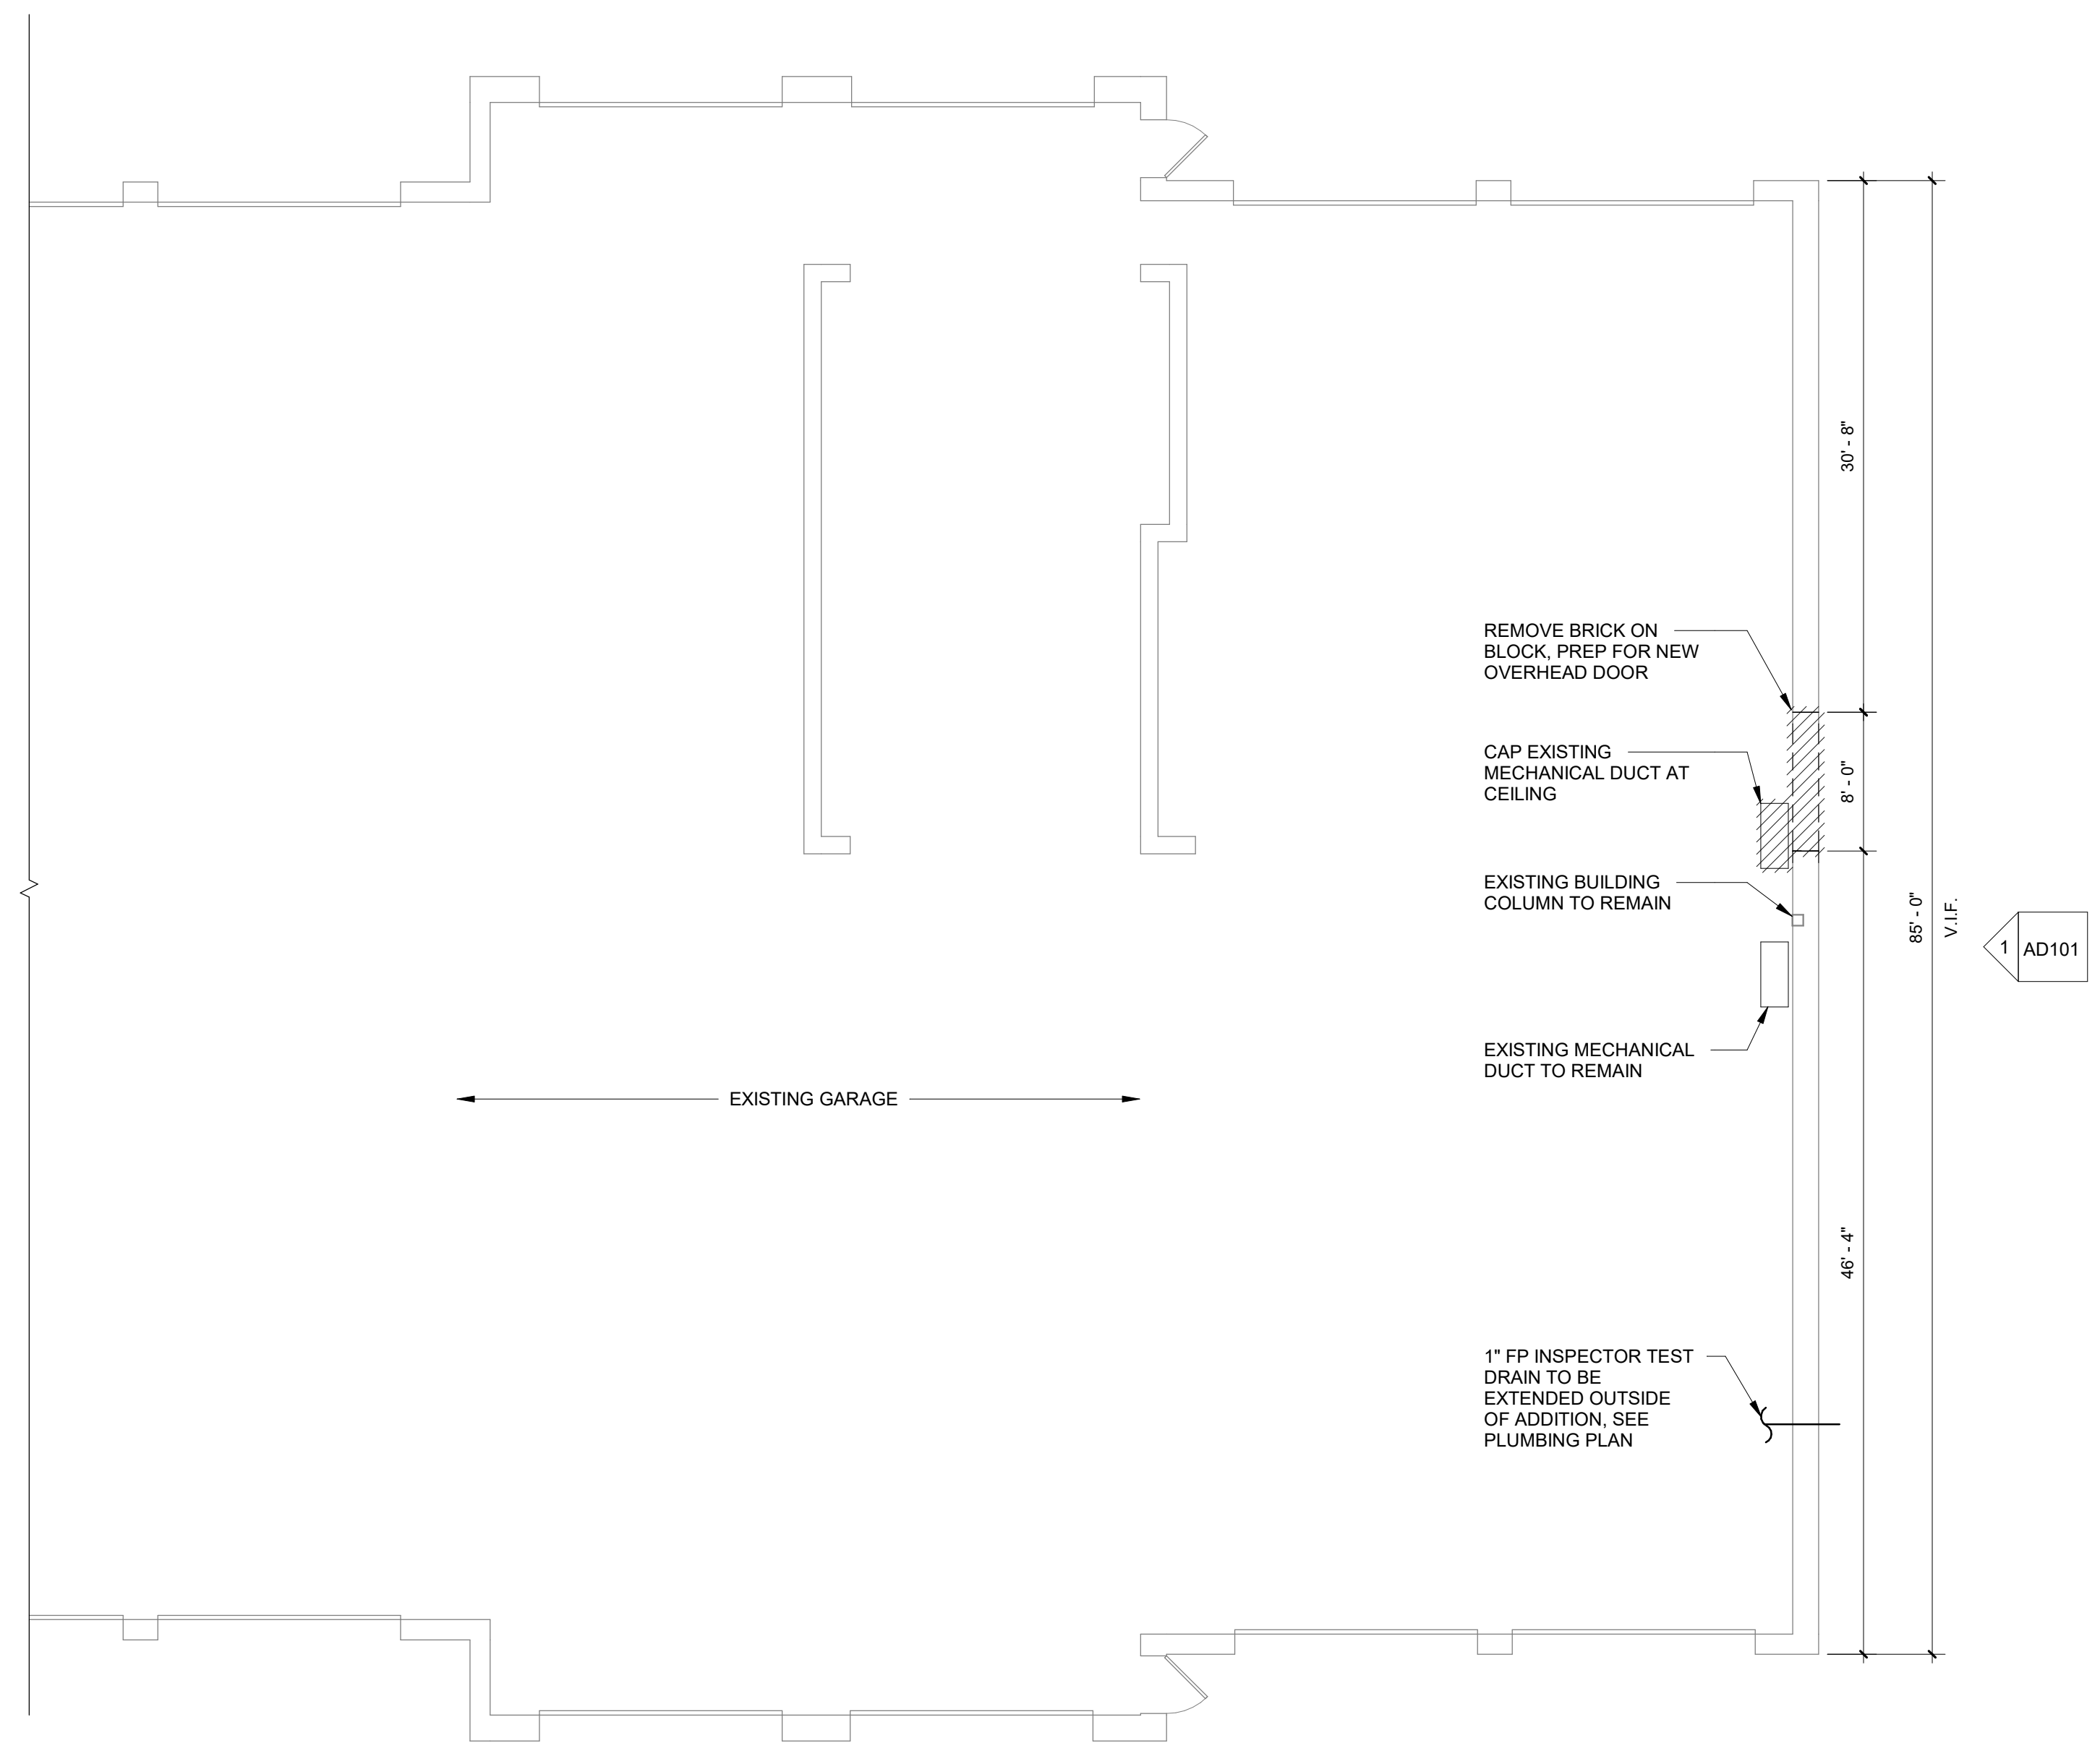 30' - 8"
REMOVE BRICK ON
BLOCK, PREP FOR NEW
OVERHEAD DOOR
CAP EXISTING
MECHANICAL DUCT AT
CEILING
8' - 0"
EXISTING BUILDING
COLUMN TO REMAIN
85' - 0"
V.I.F.
1
AD101
EXISTING MECHANICAL
DUCT TO REMAIN
EXISTING GARAGE
46' - 4"
1" FP INSPECTOR TEST
DRAIN TO BE
EXTENDED OUTSIDE
OF ADDITION, SEE
PLUMBING PLAN